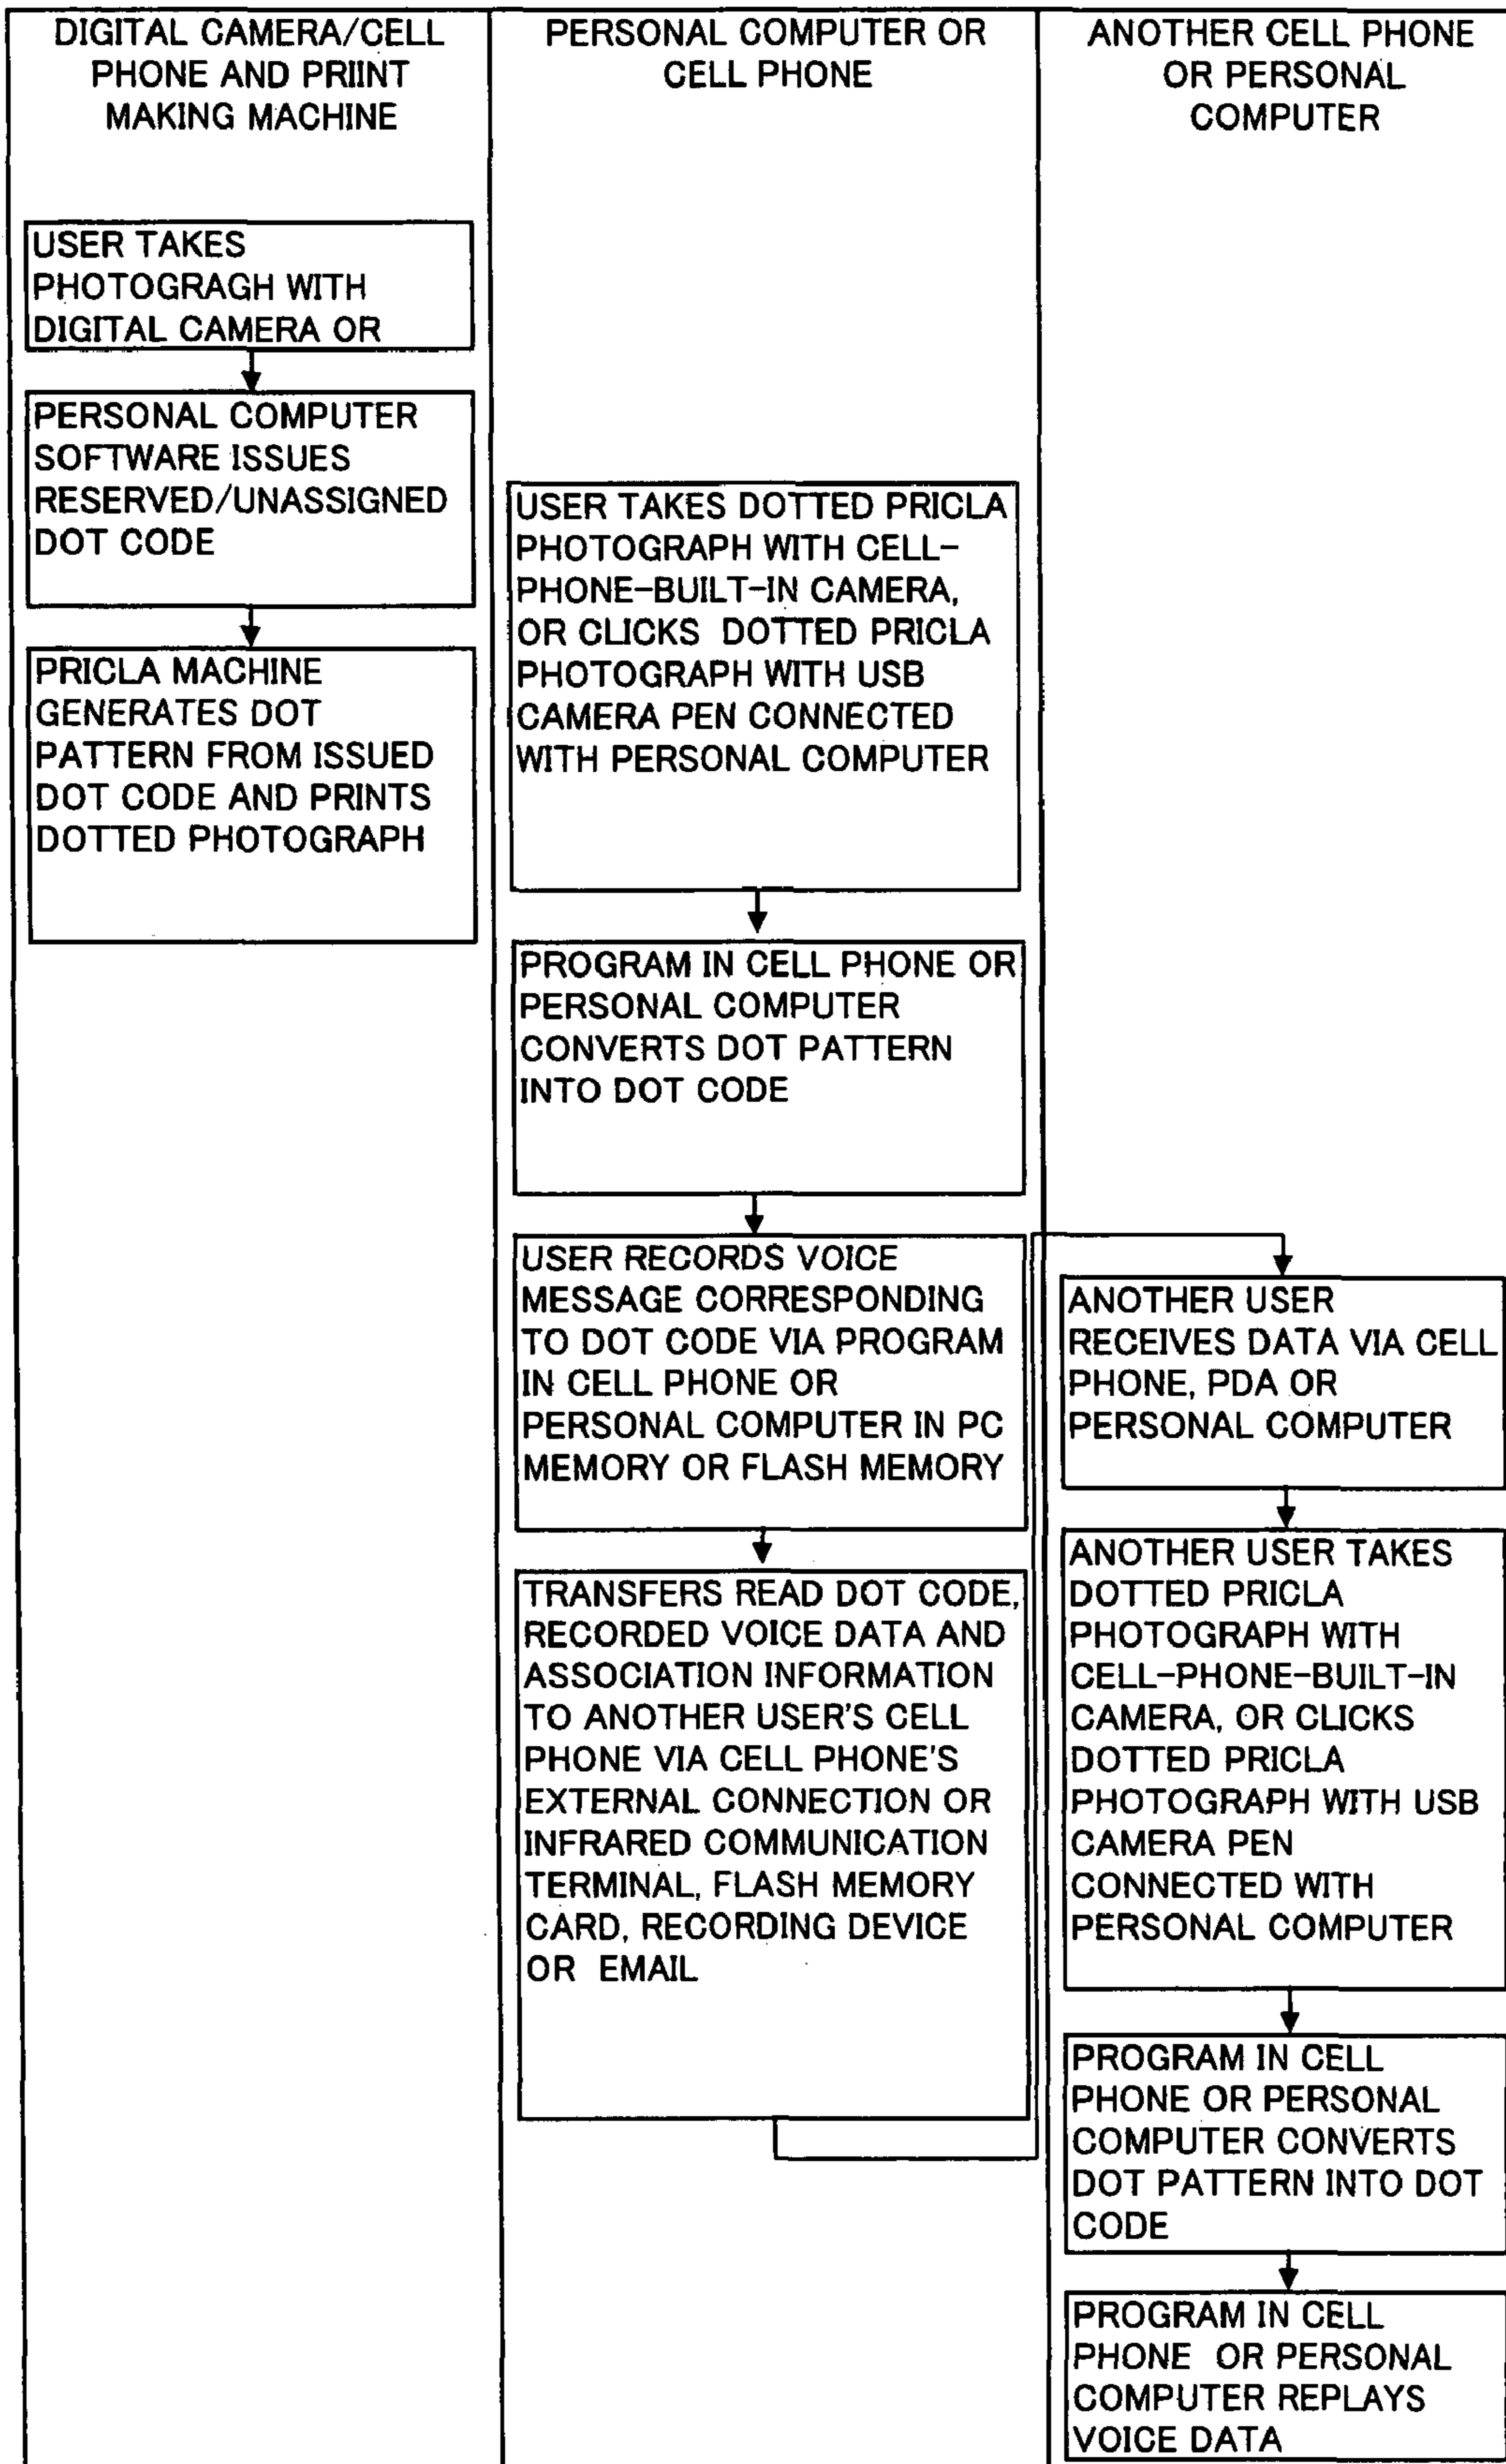 DIGITAL CAMERA/CELL
PHONE AND PRIINT
MAKING MACHINE
USER TAKES
PHOTOGRAGH WITH
DIGITAL CAMERA OR
PERSONAL COMPUTER
SOFTWARE ISSUES
RESERVED/UNASSIGNED
DOT CODE
PRICLA MACHINE
GENERATES DOT
PATTERN FROM ISSUED
DOT CODE AND PRINTS
DOTTED PHOTOGRAPH
PERSONAL COMPUTER OR
CELL PHONE
USER TAKES DOTTED PRICLA
PHOTOGRAPH WITH CELL-
PHONE-BUILT-IN CAMERA,
OR CLICKS DOTTED PRICLA
PHOTOGRAPH WITH USB
CAMERA PEN CONNECTED
WITH PERSONAL COMPUTER
PROGRAM IN CELL PHONE OR
PERSONAL COMPUTER
CONVERTS DOT PATTERN
INTO DOT CODE
USER RECORDS VOICE
MESSAGE CORRESPONDING
TO DOT CODE VIA PROGRAM
IN CELL PHONE OR
PERSONAL COMPUTER IN PC
MEMORY OR FLASH MEMORY
TRANSFERS READ DOT CODE,
RECORDED VOICE DATA AND
ASSOCIATION INFORMATION
TO ANOTHER USER'S CELL
PHONE VIA CELL PHONE'S
EXTERNAL CONNECTION OR
INFRARED COMMUNICATION
TERMINAL, FLASH MEMORY
CARD, RECORDING DEVICE
OR EMAIL
ANOTHER CELL PHONE
OR PERSONAL
COMPUTER
ANOTHER USER
RECEIVES DATA VIA CELL
PHONE, PDA OR
PERSONAL COMPUTER
ANOTHER USER TAKES
DOTTED PRICLA
PHOTOGRAPH WITH
CELL-PHONE-BUILT-IN
CAMERA, OR CLICKS
DOTTED PRICLA
PHOTOGRAPH WITH USB
CAMERA PEN
CONNECTED WITH
PERSONAL COMPUTER
PROGRAM IN CELL
PHONE OR PERSONAL
COMPUTER CONVERTS
DOT PATTERN INTO DOT
CODE
PROGRAM IN CELL
PHONE OR PERSONAL
COMPUTER REPLAYS
VOICE DATA